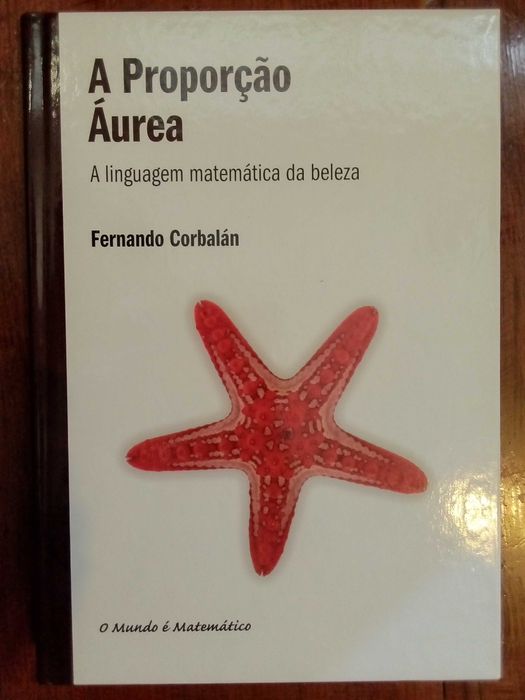 A Proporção
Áurea
A linguagem matemática da beleza
Fernando Corbalán
O Mundo é Matemático